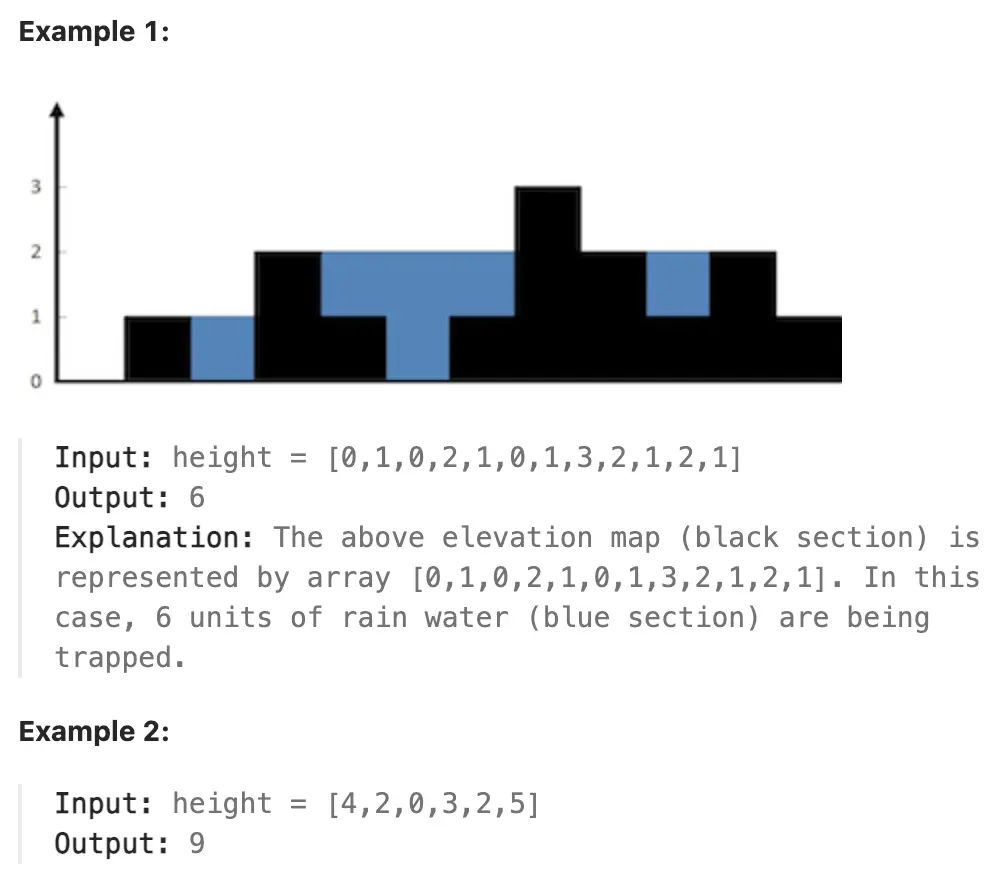 Example 1:
3
2
1
0
Input: height = [0,1,0,2,1,0,1,3,2,1,2,1]
Output: 6
Explanation: The above elevation map (black section) is
represented by array [0,1,0,2,1,0,1,3,2,1,2,1]. In this
case, 6 units of rain water (blue section) are being
trapped.
Example 2:
Input: height = [4,2,0,3,2,5]
Output: 9